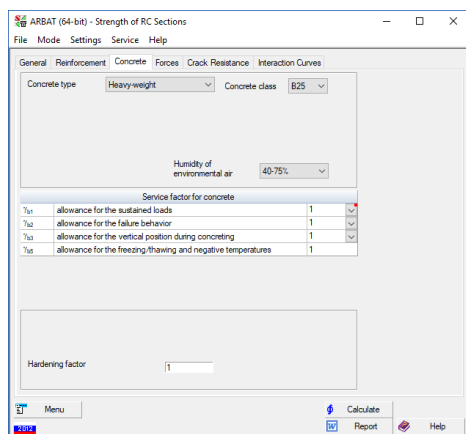 ARBAT (64-bit) - Strength of RC Sections
File Mode Settings Service Help
General Reinforcement Concrete Forces Crack Resistance Interaction Curves
Concrete type Heavy-weight Concrete class B25
Humidity of
environmental air 40-75%
Service factor for concrete
γb1 allowance for the sustained loads 1
γb2 allowance for the failure behavior 1
γb3 allowance for the vertical position during concreting 1
γb5 allowance for the freezing/thawing and negative temperatures 1
Hardening factor 1
Menu Calculate
2012 W Report Help